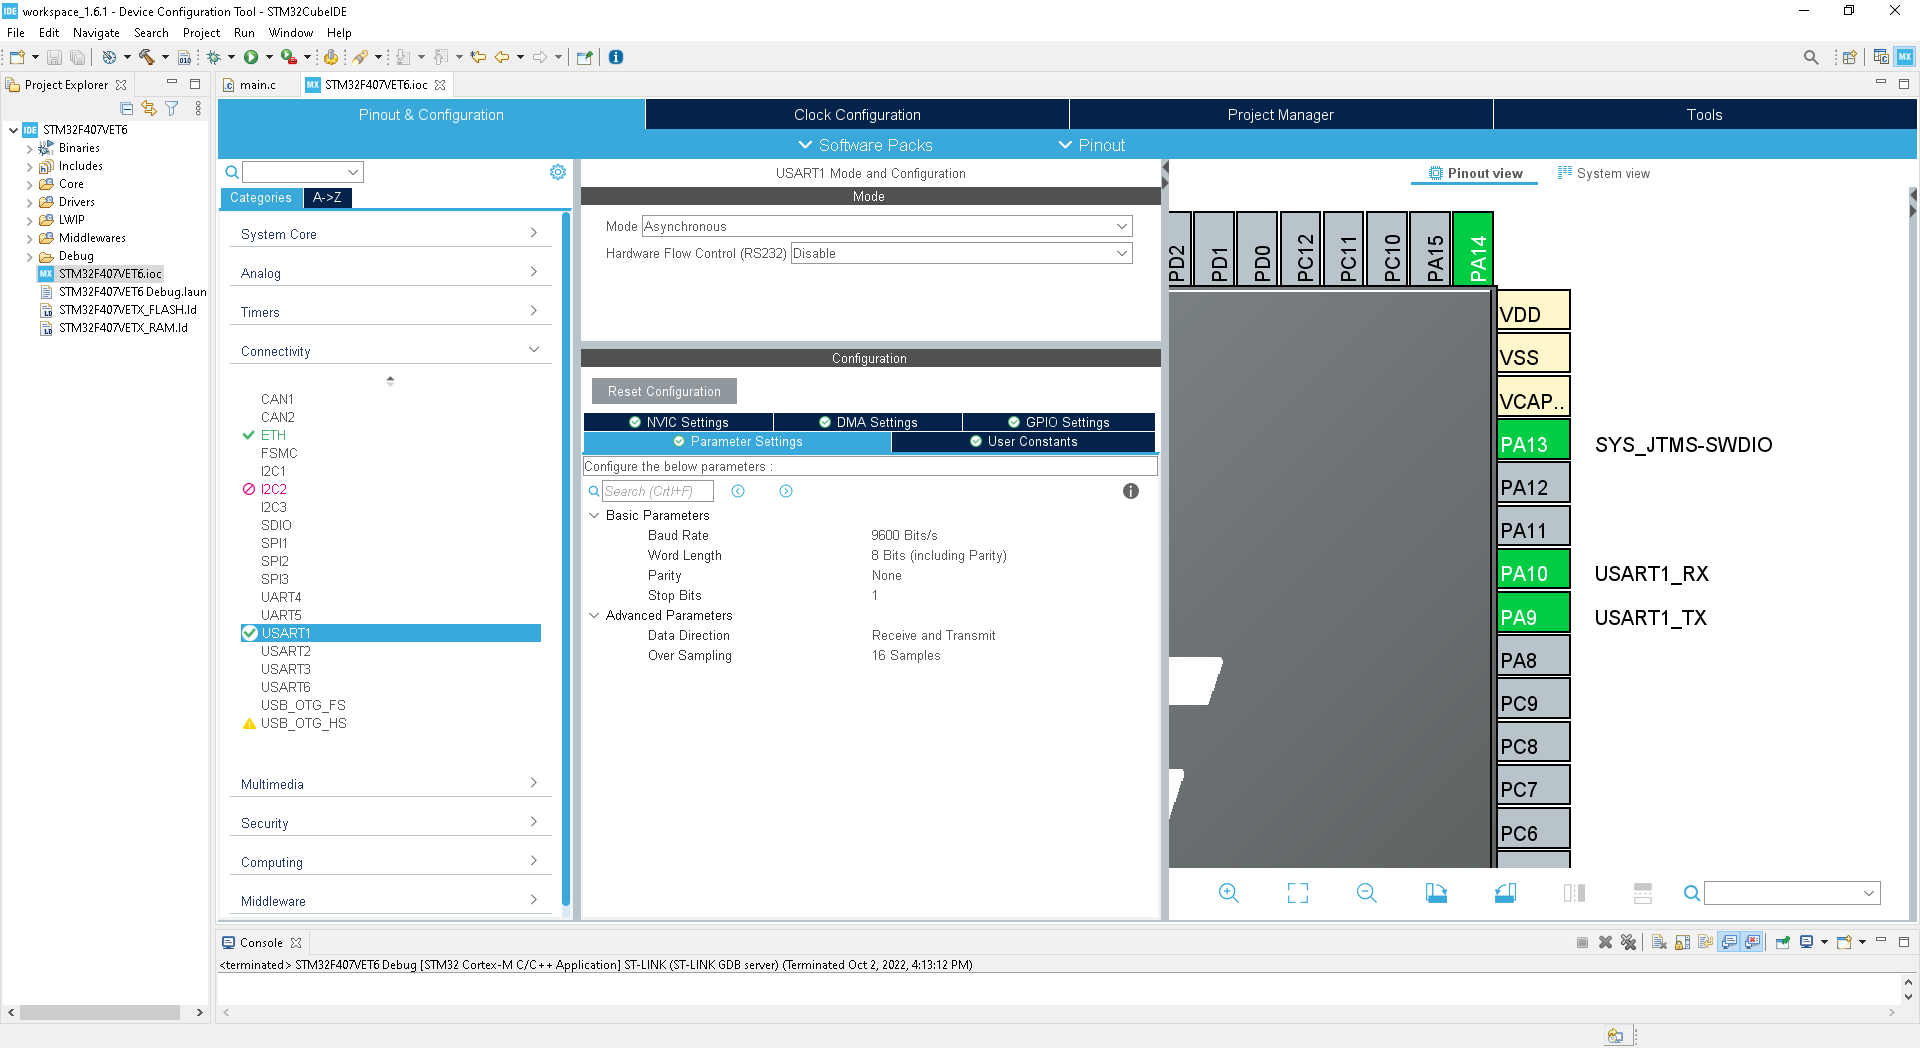 IDE workspace_1.6.1 - Device Configuration Tool - STM32CubeIDE
File Edit Navigate Search Project Run Window Help
Project Explorer
main.c
MX STM32F407VET6.ioc
IDE STM32F407VET6
Binaries
Includes
Core
Drivers
LWIP
Middlewares
Debug
MX STM32F407VET6.ioc
STM32F407VET6 Debug.laun
STM32F407VETX_FLASH.ld
STM32F407VETX_RAM.ld
Pinout & Configuration
Clock Configuration
Project Manager
Tools
Software Packs
Pinout
Categories
A->Z
System Core
Analog
Timers
Connectivity
CAN1
CAN2
ETH
FSMC
I2C1
I2C2
I2C3
SDIO
SPI1
SPI2
SPI3
UART4
UART5
USART1
USART2
USART3
USART6
USB_OTG_FS
USB_OTG_HS
Multimedia
Security
Computing
Middleware
USART1 Mode and Configuration
Mode
Mode Asynchronous
Hardware Flow Control (RS232) Disable
Configuration
Reset Configuration
NVIC Settings
DMA Settings
GPIO Settings
Parameter Settings
User Constants
Configure the below parameters :
Search (Crtl+F)
Basic Parameters
Baud Rate 9600 Bits/s
Word Length 8 Bits (including Parity)
Parity None
Stop Bits 1
Advanced Parameters
Data Direction Receive and Transmit
Over Sampling 16 Samples
Pinout view
System view
PD2
PD1
PD0
PC12
PC11
PC10
PA15
PA14
VDD
VSS
VCAP..
PA13 SYS_JTMS-SWDIO
PA12
PA11
PA10 USART1_RX
PA9 USART1_TX
PA8
PC9
PC8
PC7
PC6
Console
<terminated> STM32F407VET6 Debug [STM32 Cortex-M C/C++ Application] ST-LINK (ST-LINK GDB server) (Terminated Oct 2, 2022, 4:13:12 PM)